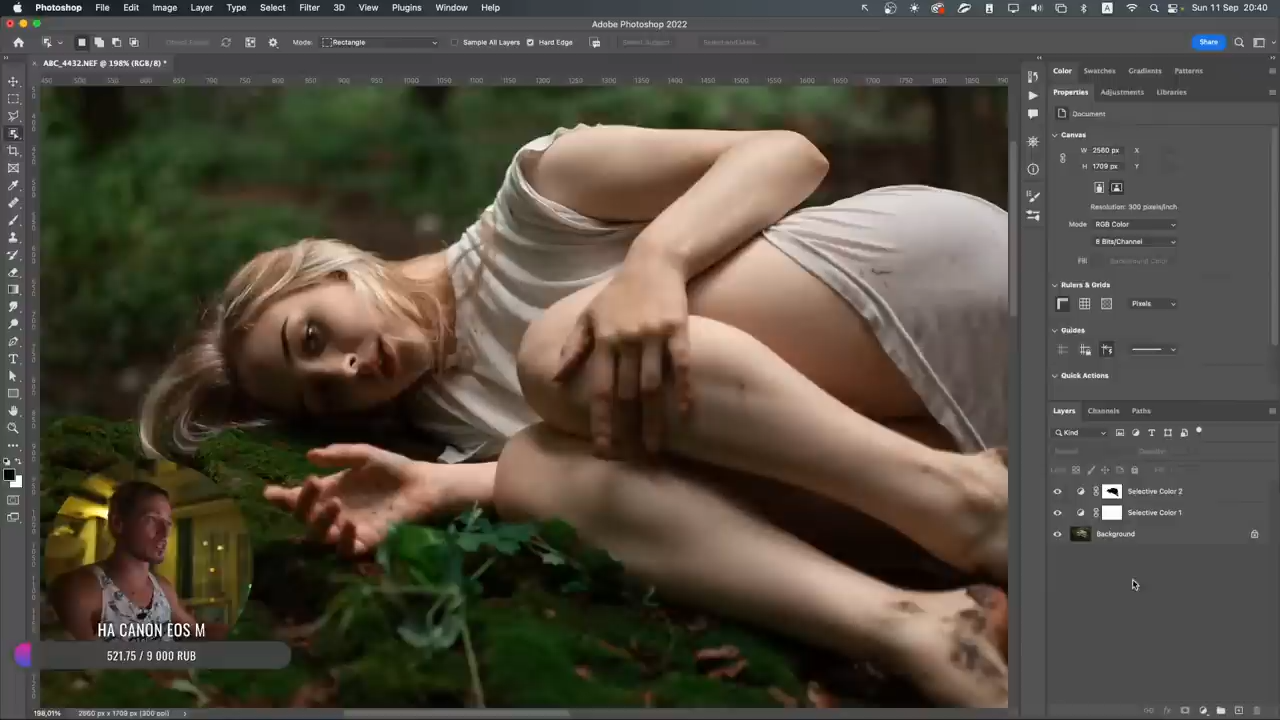 Photoshop File Edit Image Layer Type Select Filter 3D View Plugins Window Help
A Sun 11 Sep 20:40
Adobe Photoshop 2022
Mode: Rectangle Sample All Layers Hard Edge
Share
ABC_4432.NEF @ 198% (RGB/8) *
Color Swatches Gradients Patterns
Properties Adjustments Libraries
Document
Canvas
W 2560 px X
H 1709 px Y
Resolution: 300 pixels/inch
Mode RGB Color
8 Bits/Channel
Fill Background Color
Rulers & Grids
Pixels
Guides
Quick Actions
Layers Channels Paths
Kind
Selective Color 2
Selective Color 1
Background
НА CANON EOS M
521.75 / 9 000 RUB
198,01% 2560 px x 1709 px (300 ppi)